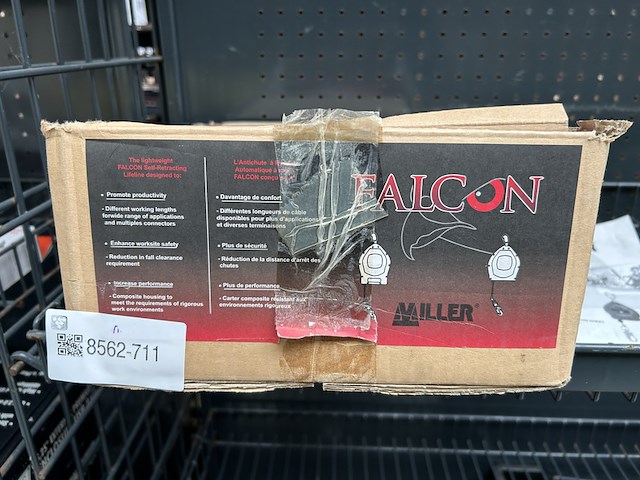 The lightweight
FALCON Self-Retracting
Lifeline designed to:
• Promote productivity
- Different working lengths
forwide range of applications
and multiple connectors
• Enhance worksite safety
- Reduction in fall clearance
requirement
• Increase performance
- Composite housing to
meet the requirements of rigorous
work environments
L'Antichute à
Automatique à
FALCON conçu
• Davantage de confort
- Différentes longueurs de câble
disponibles pour plus d'applications
et diverses terminaisons
• Plus de sécurité
- Réduction de la distance d'arrêt des
chutes
• Plus de performance
- Carter composite résistant aux
environnements rigoureux
FALCON
MILLER®
8562-711